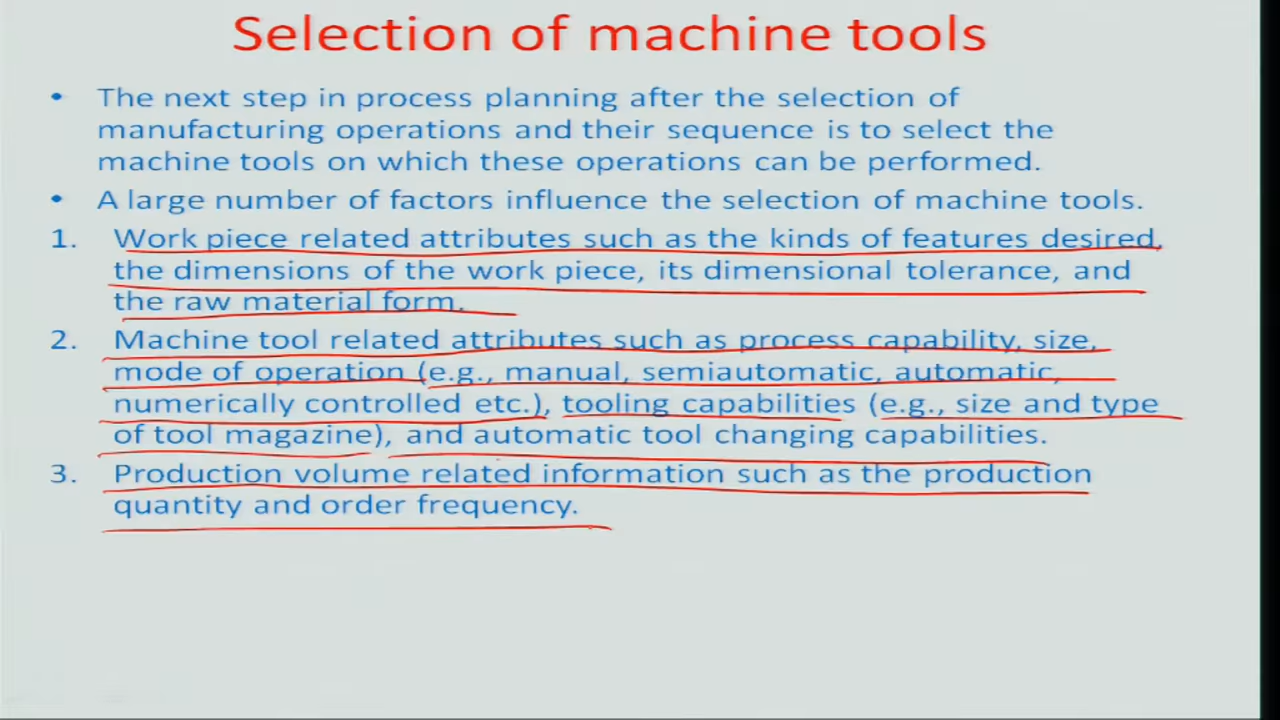 Selection of machine tools
• The next step in process planning after the selection of
manufacturing operations and their sequence is to select the
machine tools on which these operations can be performed.
• A large number of factors influence the selection of machine tools.
1. Work piece related attributes such as the kinds of features desired,
the dimensions of the work piece, its dimensional tolerance, and
the raw material form.
2. Machine tool related attributes such as process capability, size,
mode of operation (e.g., manual, semiautomatic, automatic,
numerically controlled etc.), tooling capabilities (e.g., size and type
of tool magazine), and automatic tool changing capabilities.
3. Production volume related information such as the production
quantity and order frequency.